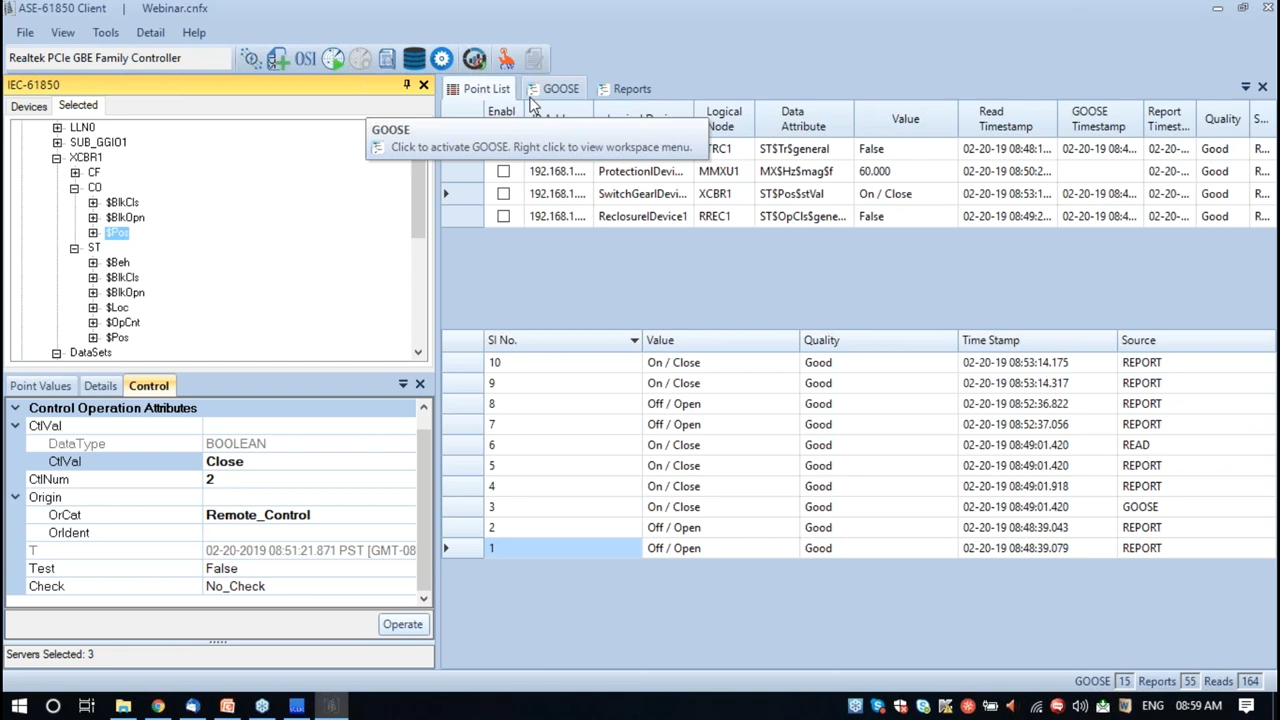 ASE-61850 Client | Webinar.cnfx
File View Tools Detail Help
Realtek PCIe GBE Family Controller OSI
IEC-61850
Devices Selected
LLN0
SUB_GGIO1
XCBR1
CF
CO
$BlkCls
$BlkOpn
$Pos
ST
$Beh
$BlkCls
$BlkOpn
$Loc
$OpCnt
$Pos
DataSets
Point Values Details Control
Control Operation Attributes
CtlVal
DataType BOOLEAN
CtlVal Close
CtlNum 2
Origin
OrCat Remote_Control
OrIdent
T 02-20-2019 08:51:21.871 PST [GMT-08
Test False
Check No_Check
Operate
Servers Selected: 3
Point List GOOSE Reports
Enabl Logical Node Data Attribute Value Read Timestamp GOOSE Timestamp Report Timest... Quality S...
GOOSE
Click to activate GOOSE. Right click to view workspace menu.
TRC1 ST$Tr$general False 02-20-19 08:48:1... 02-20-19 08:4... 02-20-... Good R...
192.168.1.... ProtectionIDevi... MMXU1 MX$Hz$mag$f 60.000 02-20-19 08:50:2... 02-20-... Good R...
192.168.1.... SwitchGearIDevic... XCBR1 ST$Pos$stVal On / Close 02-20-19 08:53:1... 02-20-19 08:4... 02-20-... Good R...
192.168.1.... ReclosureIDevice1 RREC1 ST$OpCls$gene... False 02-20-19 08:49:2... 02-20-19 08:4... 02-20-... Good R...
Sl No. Value Quality Time Stamp Source
10 On / Close Good 02-20-19 08:53:14.175 REPORT
9 On / Close Good 02-20-19 08:53:14.317 REPORT
8 Off / Open Good 02-20-19 08:52:36.822 REPORT
7 Off / Open Good 02-20-19 08:52:37.056 REPORT
6 On / Close Good 02-20-19 08:49:01.420 READ
5 On / Close Good 02-20-19 08:49:01.420 REPORT
4 On / Close Good 02-20-19 08:49:01.918 REPORT
3 On / Close Good 02-20-19 08:49:01.420 GOOSE
2 Off / Open Good 02-20-19 08:48:39.043 REPORT
1 Off / Open Good 02-20-19 08:48:39.079 REPORT
GOOSE 15 Reports 55 Reads 164
ENG 08:59 AM